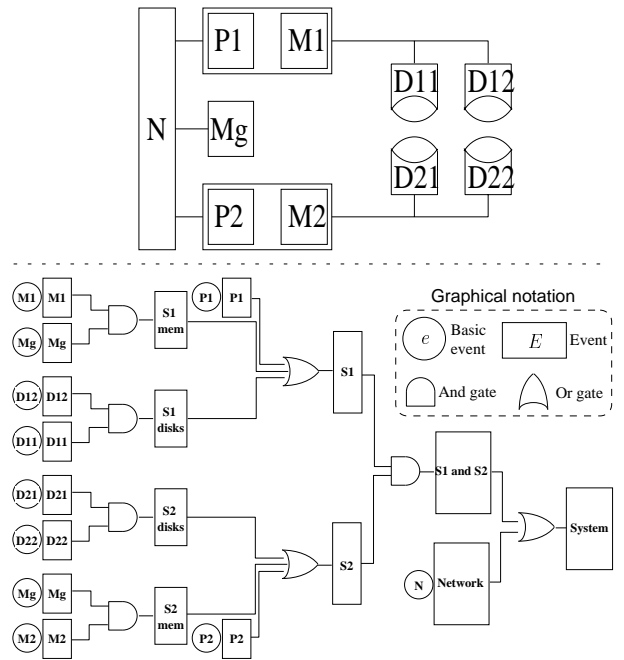 P1
M1
D11
D12
N
Mg
D21
D22
P2
M2
M1
M1
S1
mem
P1
P1
Mg
Mg
Graphical notation
e
Basic
event
E
Event
And gate
Or gate
S1
D12
D12
S1
disks
D11
D11
S1 and S2
System
D21
D21
S2
disks
D22
D22
S2
N
Network
Mg
Mg
S2
mem
P2
P2
M2
M2